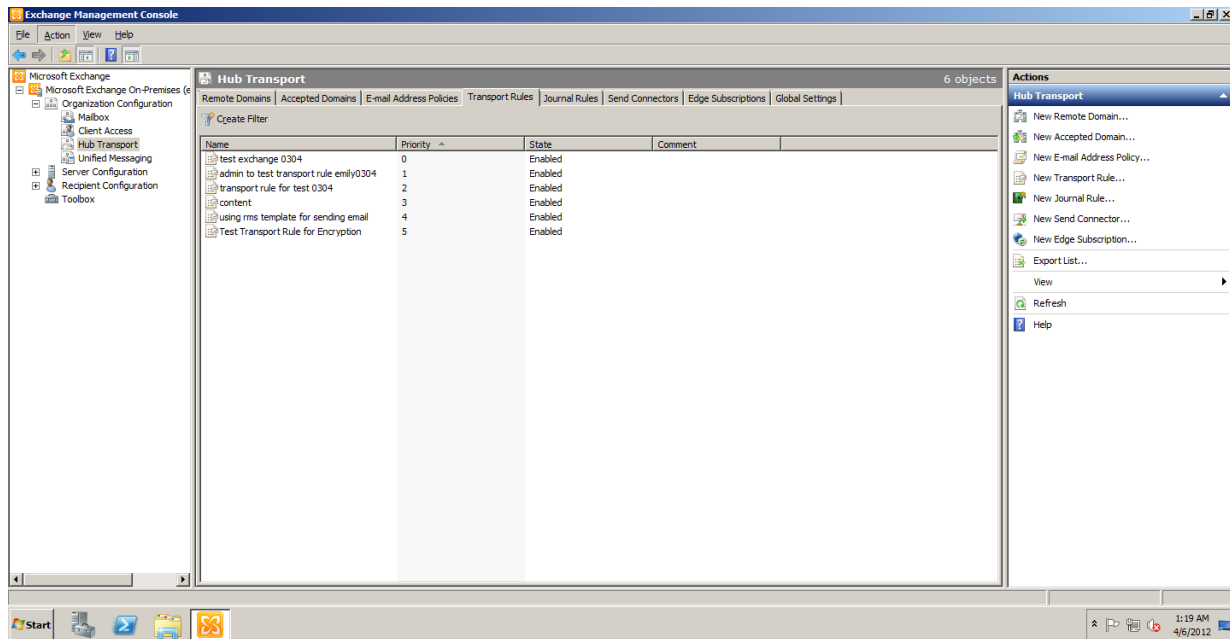 Exchange Management Console
File Action View Help
Microsoft Exchange
Microsoft Exchange On-Premises (e
Organization Configuration
Mailbox
Client Access
Hub Transport
Unified Messaging
Server Configuration
Recipient Configuration
Toolbox
Hub Transport 6 objects
Remote Domains Accepted Domains E-mail Address Policies Transport Rules Journal Rules Send Connectors Edge Subscriptions Global Settings
Create Filter
Name Priority State Comment
test exchange 0304 0 Enabled
admin to test transport rule emily0304 1 Enabled
transport rule for test 0304 2 Enabled
content 3 Enabled
using rms template for sending email 4 Enabled
Test Transport Rule for Encryption 5 Enabled
Actions
Hub Transport
New Remote Domain...
New Accepted Domain...
New E-mail Address Policy...
New Transport Rule...
New Journal Rule...
New Send Connector...
New Edge Subscription...
Export List...
View
Refresh
Help
Start
1:19 AM
4/6/2012